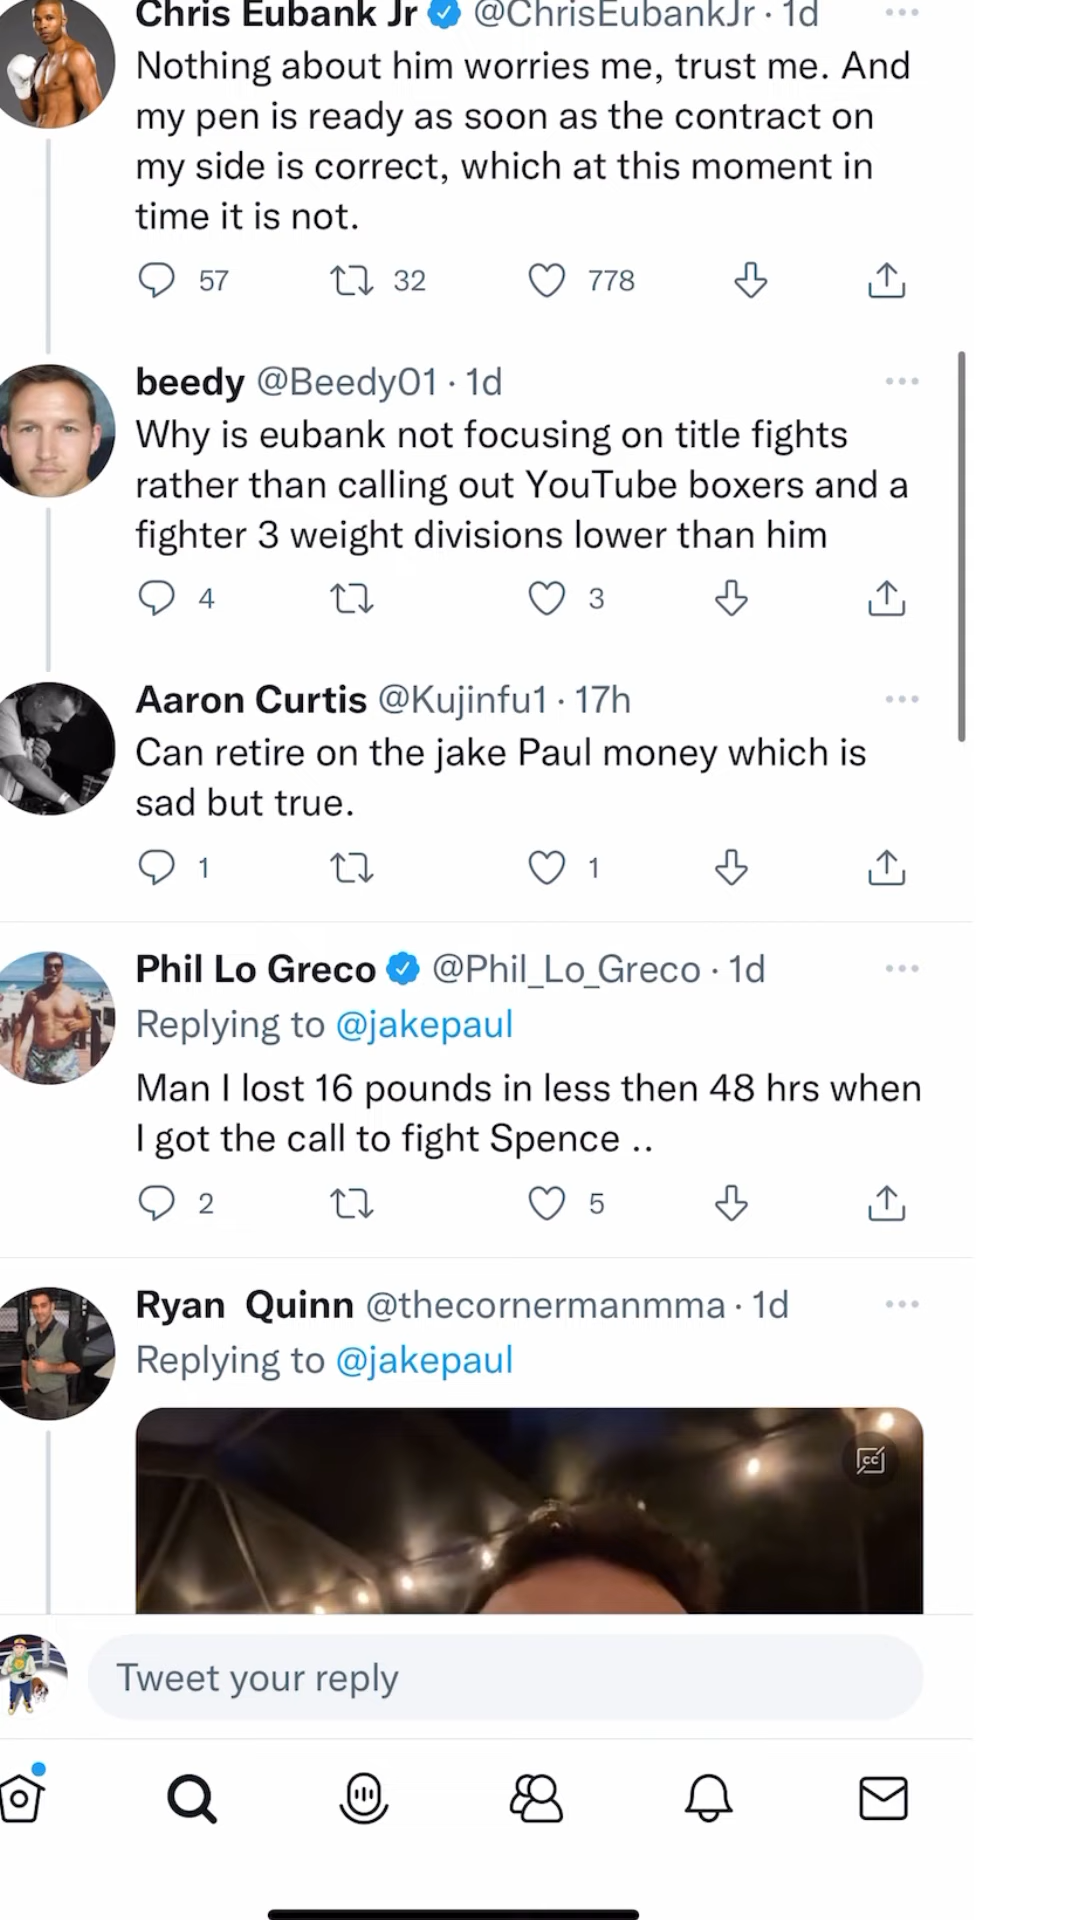 Chris Eubank Jr @ChrisEubankJr · 1d
Nothing about him worries me, trust me. And
my pen is ready as soon as the contract on
my side is correct, which at this moment in
time it is not.
57 32 778
beedy @Beedy01 · 1d
Why is eubank not focusing on title fights
rather than calling out YouTube boxers and a
fighter 3 weight divisions lower than him
4 3
Aaron Curtis @Kujinfu1 · 17h
Can retire on the jake Paul money which is
sad but true.
1 1
Phil Lo Greco @Phil_Lo_Greco · 1d
Replying to @jakepaul
Man I lost 16 pounds in less then 48 hrs when
I got the call to fight Spence ..
2 5
Ryan Quinn @thecornermanmma · 1d
Replying to @jakepaul
CC
Tweet your reply